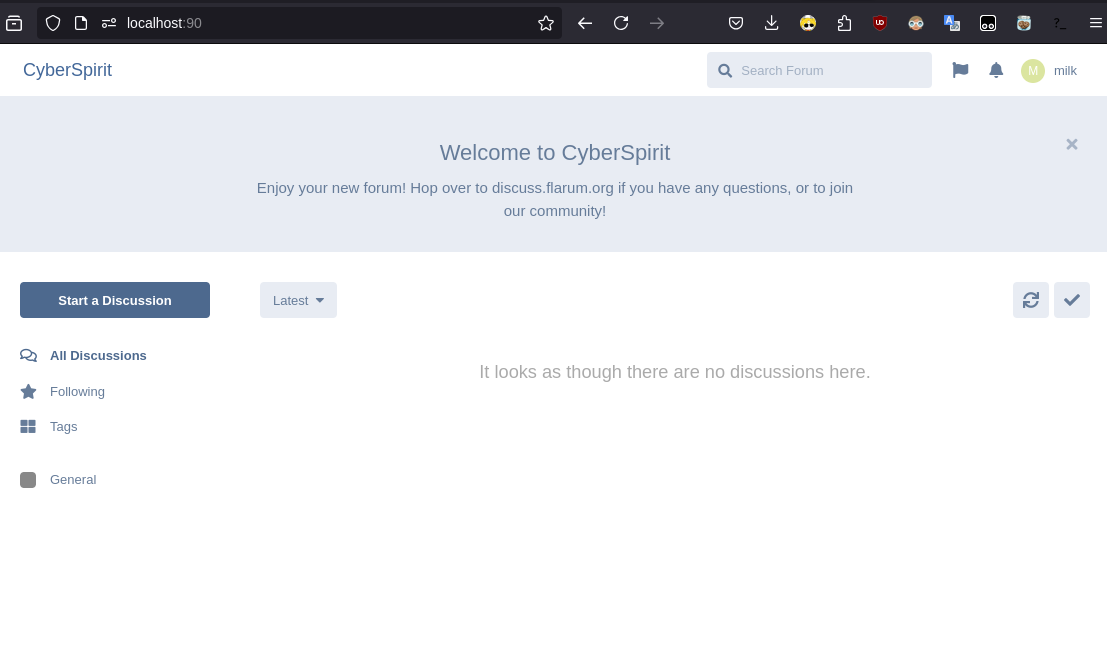 localhost:90
CyberSpirit
Search Forum
M
milk
Welcome to CyberSpirit
Enjoy your new forum! Hop over to discuss.flarum.org if you have any questions, or to join
our community!
Start a Discussion
Latest
All Discussions
It looks as though there are no discussions here.
Following
Tags
General